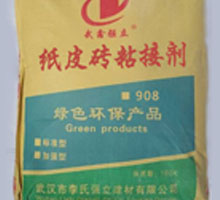 武鑫强立
纸皮砖粘接剂
908
绿色环保产品
Green products
标准型
加强型
武汉市李氏强立建材有限公司